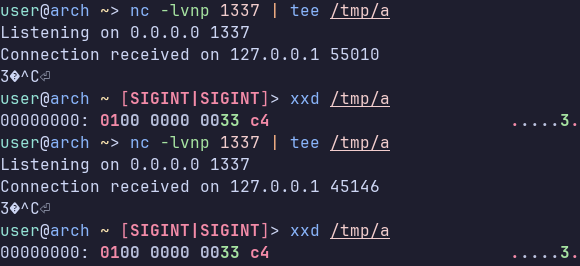 user@arch ~> nc -lvnp 1337 | tee /tmp/a
Listening on 0.0.0.0 1337
Connection received on 127.0.0.1 55010
3�^C⏎
user@arch ~ [SIGINT|SIGINT]> xxd /tmp/a
00000000: 0100 0000 0033 c4 .....3.
user@arch ~> nc -lvnp 1337 | tee /tmp/a
Listening on 0.0.0.0 1337
Connection received on 127.0.0.1 45146
3�^C⏎
user@arch ~ [SIGINT|SIGINT]> xxd /tmp/a
00000000: 0100 0000 0033 c4 .....3.